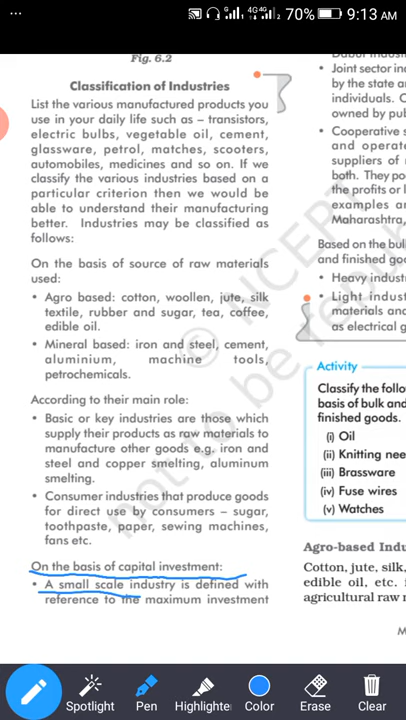 ... 4G 4G 2 70% 9:13 AM
Fig. 6.2
Classification of Industries
List the various manufactured products you
use in your daily life such as – transistors,
electric bulbs, vegetable oil, cement,
glassware, petrol, matches, scooters,
automobiles, medicines and so on. If we
classify the various industries based on a
particular criterion then we would be
able to understand their manufacturing
better. Industries may be classified as
follows:
On the basis of source of raw materials
used:
• Agro based: cotton, woollen, jute, silk
textile, rubber and sugar, tea, coffee,
edible oil.
• Mineral based: iron and steel, cement,
aluminium, machine tools,
petrochemicals.
According to their main role:
• Basic or key industries are those which
supply their products as raw materials to
manufacture other goods e.g. iron and
steel and copper smelting, aluminum
smelting.
• Consumer industries that produce goods
for direct use by consumers – sugar,
toothpaste, paper, sewing machines,
fans etc.
On the basis of capital investment:
• A small scale industry is defined with
reference to the maximum investment
• Joint sector
by the state
individuals.
owned by
• Cooperative
and
suppliers of
both. They
the profits or
examples
Maharashtra,
Based on the
and finished
• Heavy
• Light
materials and
as electrical
Activity
Classify the
basis of bulk and
finished goods.
(i) Oil
(ii) Knitting
(iii) Brassware
(iv) Fuse wires
(v) Watches
Agro-based
Cotton, jute, silk,
edible oil, etc.
agricultural raw
© NCERT
not to be
Spotlight Pen Highlighter Color Erase Clear